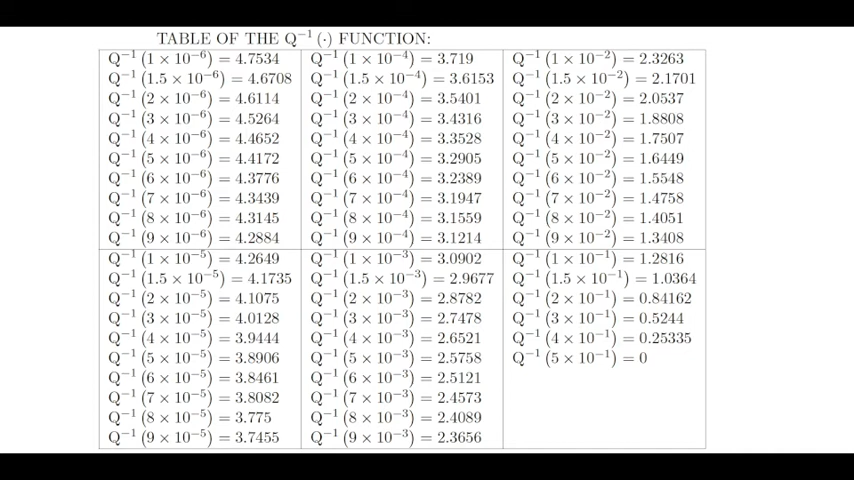 TABLE OF THE Q⁻¹ (·) FUNCTION:
Q⁻¹ (1 × 10⁻⁶) = 4.7534
Q⁻¹ (1.5 × 10⁻⁶) = 4.6708
Q⁻¹ (2 × 10⁻⁶) = 4.6114
Q⁻¹ (3 × 10⁻⁶) = 4.5264
Q⁻¹ (4 × 10⁻⁶) = 4.4652
Q⁻¹ (5 × 10⁻⁶) = 4.4172
Q⁻¹ (6 × 10⁻⁶) = 4.3776
Q⁻¹ (7 × 10⁻⁶) = 4.3439
Q⁻¹ (8 × 10⁻⁶) = 4.3145
Q⁻¹ (9 × 10⁻⁶) = 4.2884
Q⁻¹ (1 × 10⁻⁵) = 4.2649
Q⁻¹ (1.5 × 10⁻⁵) = 4.1735
Q⁻¹ (2 × 10⁻⁵) = 4.1075
Q⁻¹ (3 × 10⁻⁵) = 4.0128
Q⁻¹ (4 × 10⁻⁵) = 3.9444
Q⁻¹ (5 × 10⁻⁵) = 3.8906
Q⁻¹ (6 × 10⁻⁵) = 3.8461
Q⁻¹ (7 × 10⁻⁵) = 3.8082
Q⁻¹ (8 × 10⁻⁵) = 3.775
Q⁻¹ (9 × 10⁻⁵) = 3.7455
Q⁻¹ (1 × 10⁻⁴) = 3.719
Q⁻¹ (1.5 × 10⁻⁴) = 3.6153
Q⁻¹ (2 × 10⁻⁴) = 3.5401
Q⁻¹ (3 × 10⁻⁴) = 3.4316
Q⁻¹ (4 × 10⁻⁴) = 3.3528
Q⁻¹ (5 × 10⁻⁴) = 3.2905
Q⁻¹ (6 × 10⁻⁴) = 3.2389
Q⁻¹ (7 × 10⁻⁴) = 3.1947
Q⁻¹ (8 × 10⁻⁴) = 3.1559
Q⁻¹ (9 × 10⁻⁴) = 3.1214
Q⁻¹ (1 × 10⁻³) = 3.0902
Q⁻¹ (1.5 × 10⁻³) = 2.9677
Q⁻¹ (2 × 10⁻³) = 2.8782
Q⁻¹ (3 × 10⁻³) = 2.7478
Q⁻¹ (4 × 10⁻³) = 2.6521
Q⁻¹ (5 × 10⁻³) = 2.5758
Q⁻¹ (6 × 10⁻³) = 2.5121
Q⁻¹ (7 × 10⁻³) = 2.4573
Q⁻¹ (8 × 10⁻³) = 2.4089
Q⁻¹ (9 × 10⁻³) = 2.3656
Q⁻¹ (1 × 10⁻²) = 2.3263
Q⁻¹ (1.5 × 10⁻²) = 2.1701
Q⁻¹ (2 × 10⁻²) = 2.0537
Q⁻¹ (3 × 10⁻²) = 1.8808
Q⁻¹ (4 × 10⁻²) = 1.7507
Q⁻¹ (5 × 10⁻²) = 1.6449
Q⁻¹ (6 × 10⁻²) = 1.5548
Q⁻¹ (7 × 10⁻²) = 1.4758
Q⁻¹ (8 × 10⁻²) = 1.4051
Q⁻¹ (9 × 10⁻²) = 1.3408
Q⁻¹ (1 × 10⁻¹) = 1.2816
Q⁻¹ (1.5 × 10⁻¹) = 1.0364
Q⁻¹ (2 × 10⁻¹) = 0.84162
Q⁻¹ (3 × 10⁻¹) = 0.5244
Q⁻¹ (4 × 10⁻¹) = 0.25335
Q⁻¹ (5 × 10⁻¹) = 0